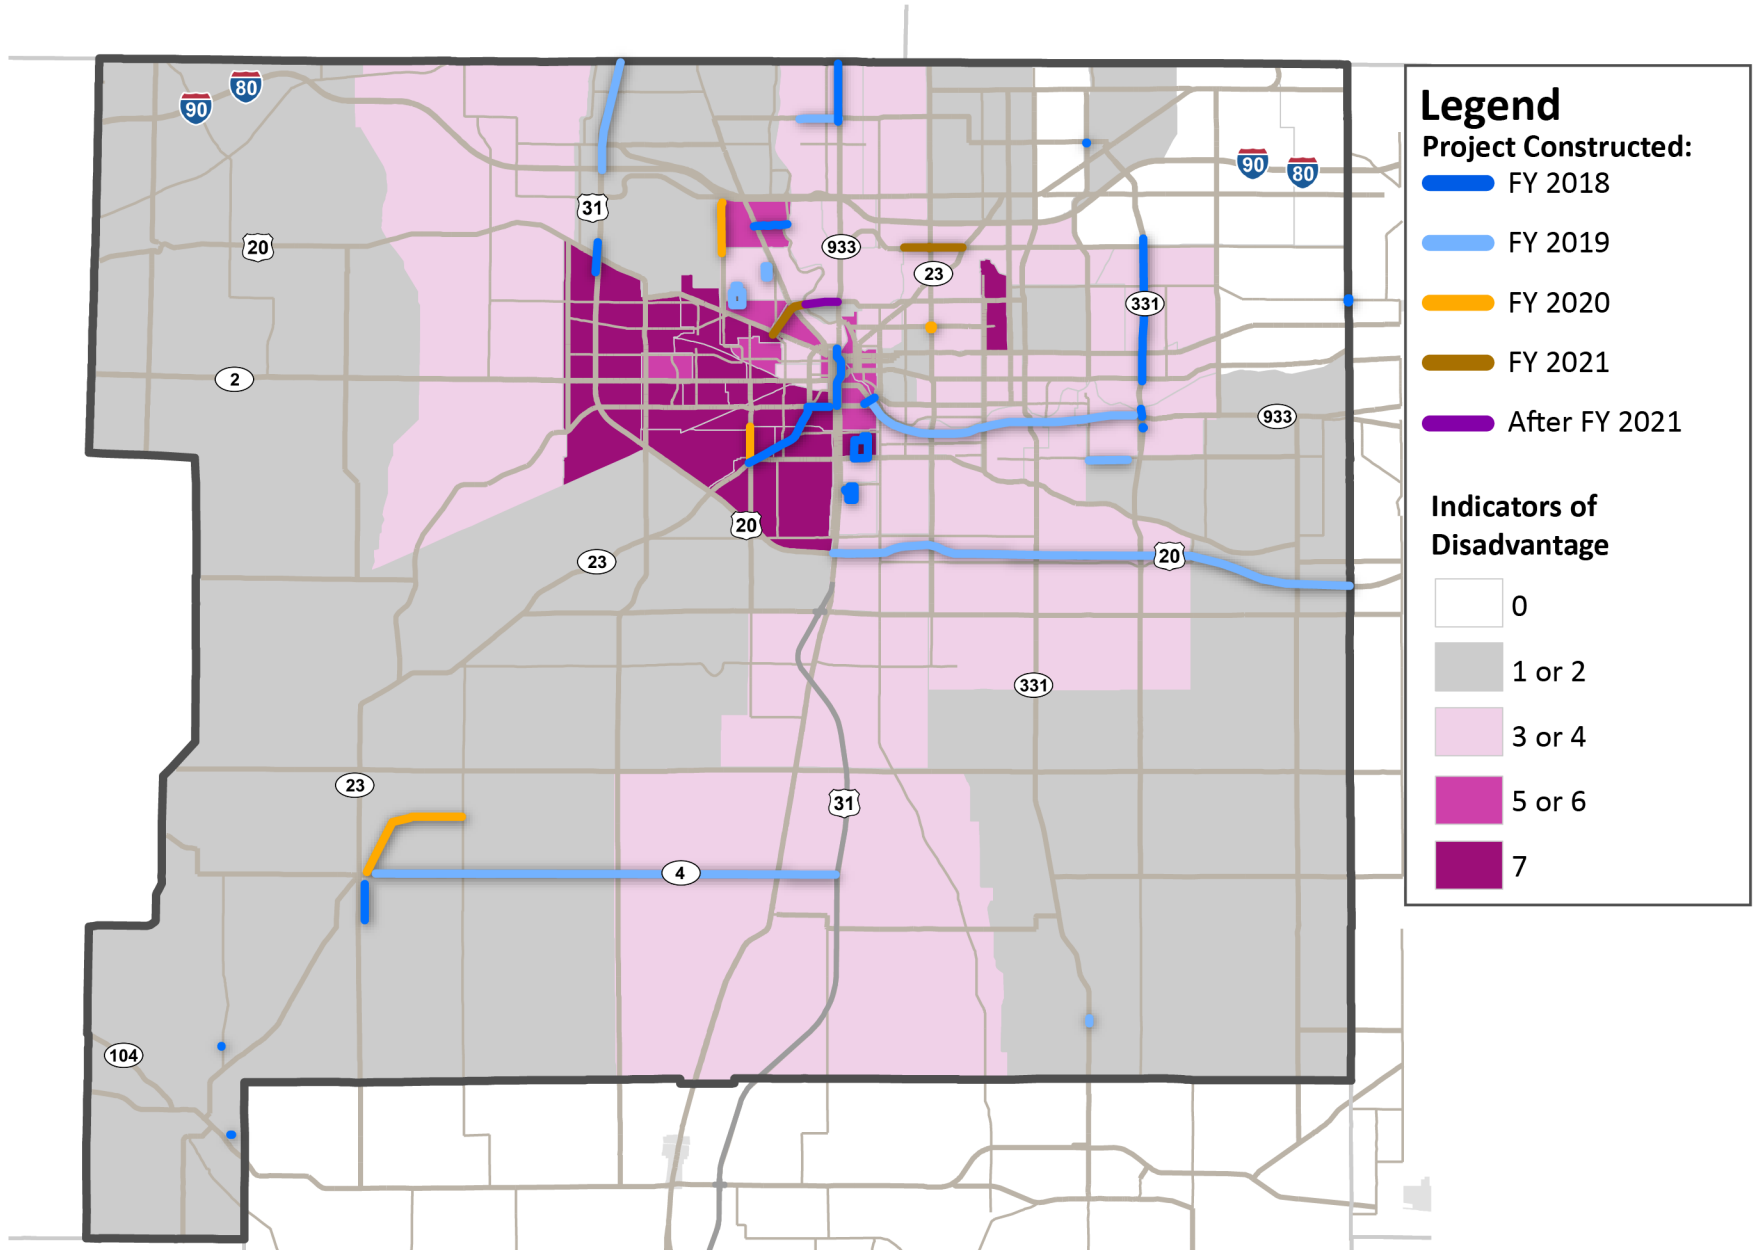 80
90
31
20
933
23
331
90
80
2
933
20
23
20
331
23
31
4
104
Legend
Project Constructed:
FY 2018
FY 2019
FY 2020
FY 2021
After FY 2021
Indicators of
Disadvantage
0
1 or 2
3 or 4
5 or 6
7